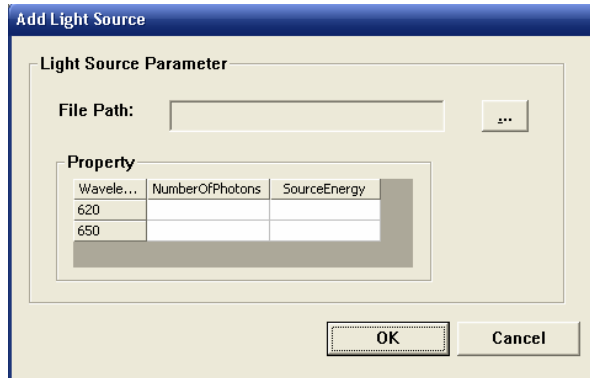 Add Light Source
Light Source Parameter
File Path:
...
Property
Wavele... NumberOfPhotons SourceEnergy
620
650
OK Cancel